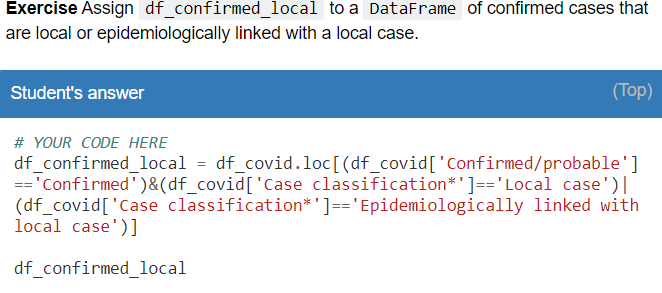 Exercise Assign df_confirmed_local to a DataFrame of confirmed cases that
are local or epidemiologically linked with a local case.
Student's answer
(Top)
# YOUR CODE HERE
df_confirmed_local = df_covid.loc[(df_covid['Confirmed/probable']
=='Confirmed')&(df_covid['Case classification*']=='Local case')|
(df_covid['Case classification*']=='Epidemiologically linked with
local case')]
df_confirmed_local